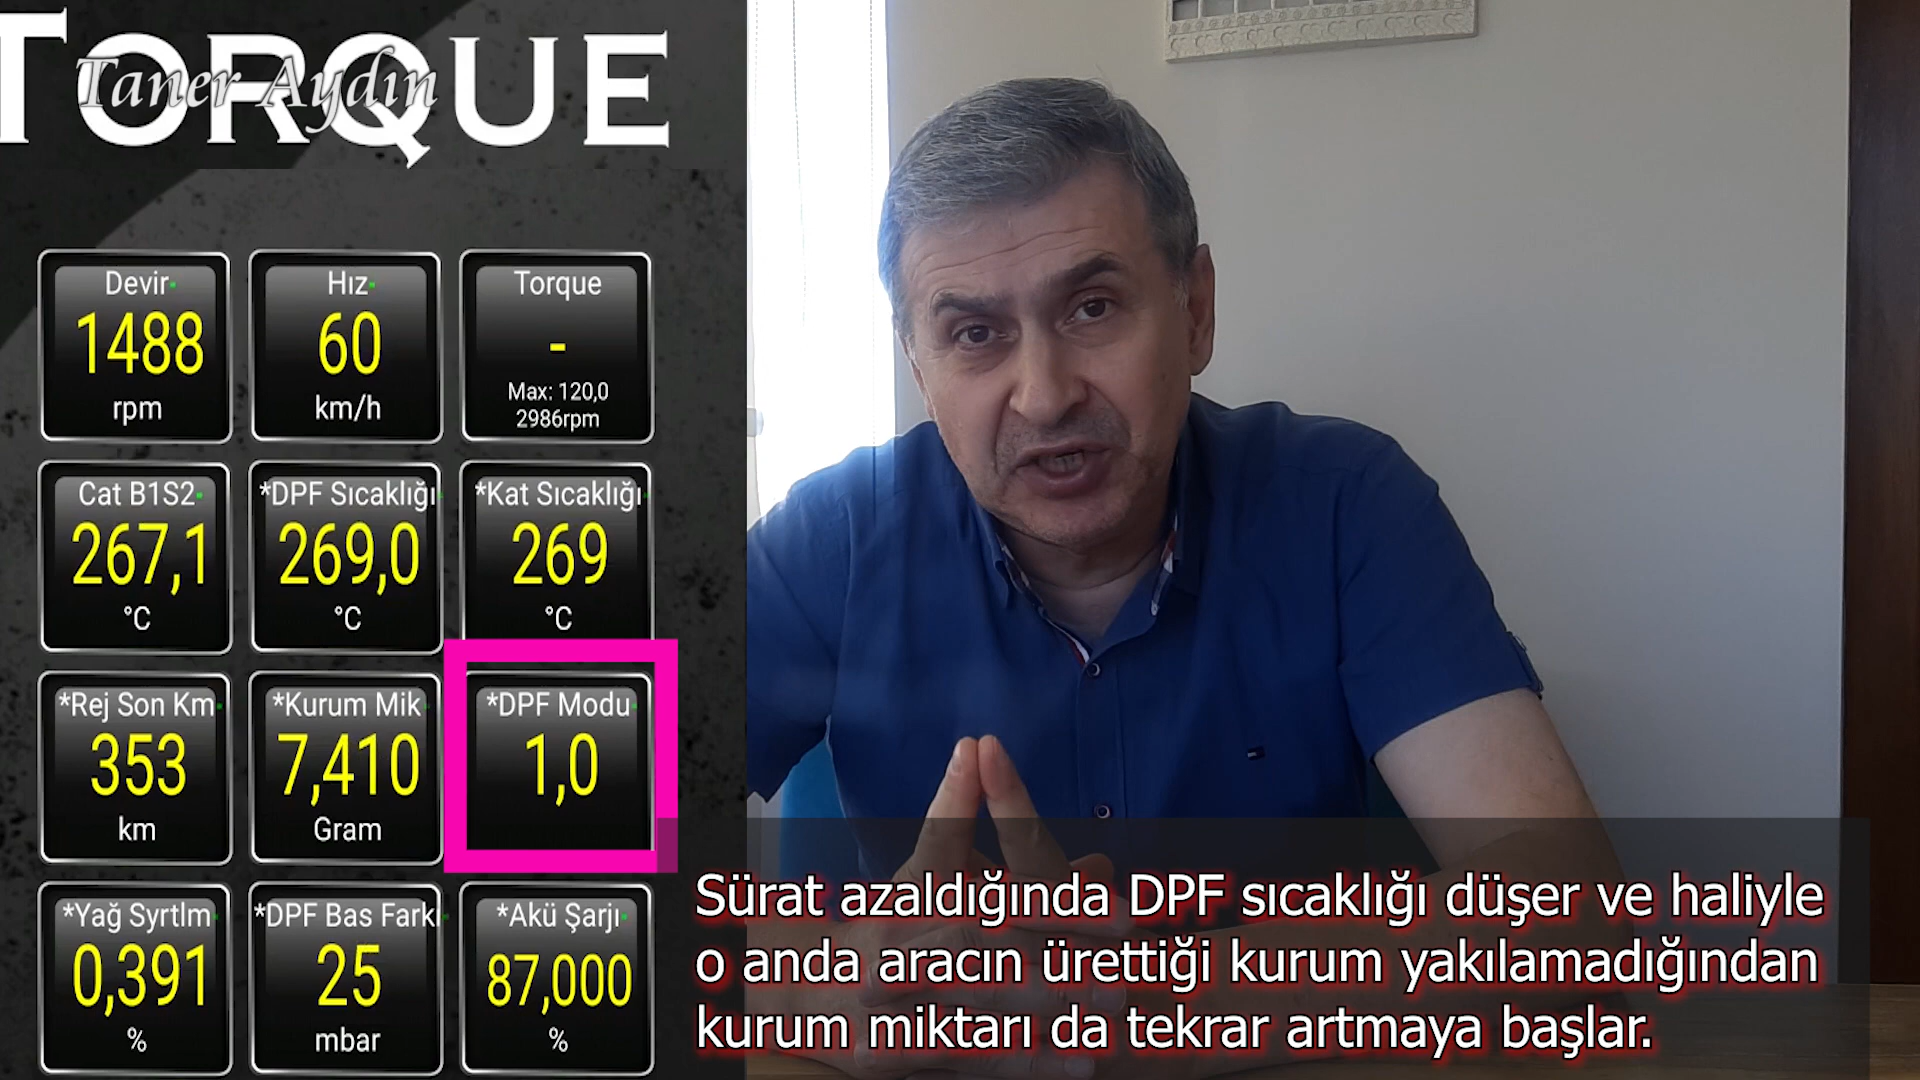 TORQUE
Taner Aydın
Devir
1488
rpm
Hız
60
km/h
Torque
-
Max: 120,0
2986rpm
Cat B1S2
267,1
°C
*DPF Sıcaklığı
269,0
°C
*Kat Sıcaklığı
269
°C
*Rej Son Km
353
km
*Kurum Mik
7,410
Gram
*DPF Modu
1,0
*Yağ Syrtlm
0,391
%
*DPF Bas Farkı
25
mbar
*Akü Şarjı
87,000
%
Sürat azaldığında DPF sıcaklığı düşer ve haliyle
o anda aracın ürettiği kurum yakılamadığından
kurum miktarı da tekrar artmaya başlar.